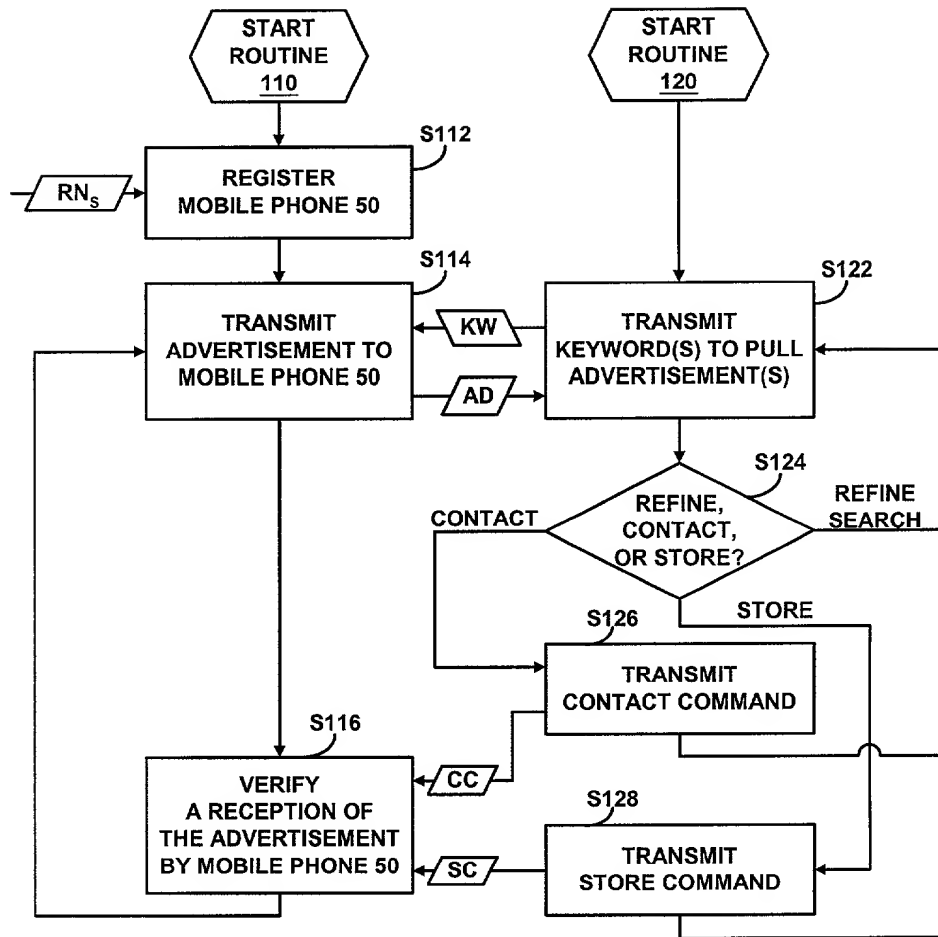 START
ROUTINE
110
START
ROUTINE
120
S112
RN_S
REGISTER
MOBILE PHONE 50
S114
TRANSMIT
ADVERTISEMENT TO
MOBILE PHONE 50
KW
AD
S122
TRANSMIT
KEYWORD(S) TO PULL
ADVERTISEMENT(S)
S124
REFINE,
CONTACT,
OR STORE?
CONTACT
REFINE
SEARCH
STORE
S126
TRANSMIT
CONTACT COMMAND
S116
VERIFY
A RECEPTION OF
THE ADVERTISEMENT
BY MOBILE PHONE 50
CC
SC
S128
TRANSMIT
STORE COMMAND